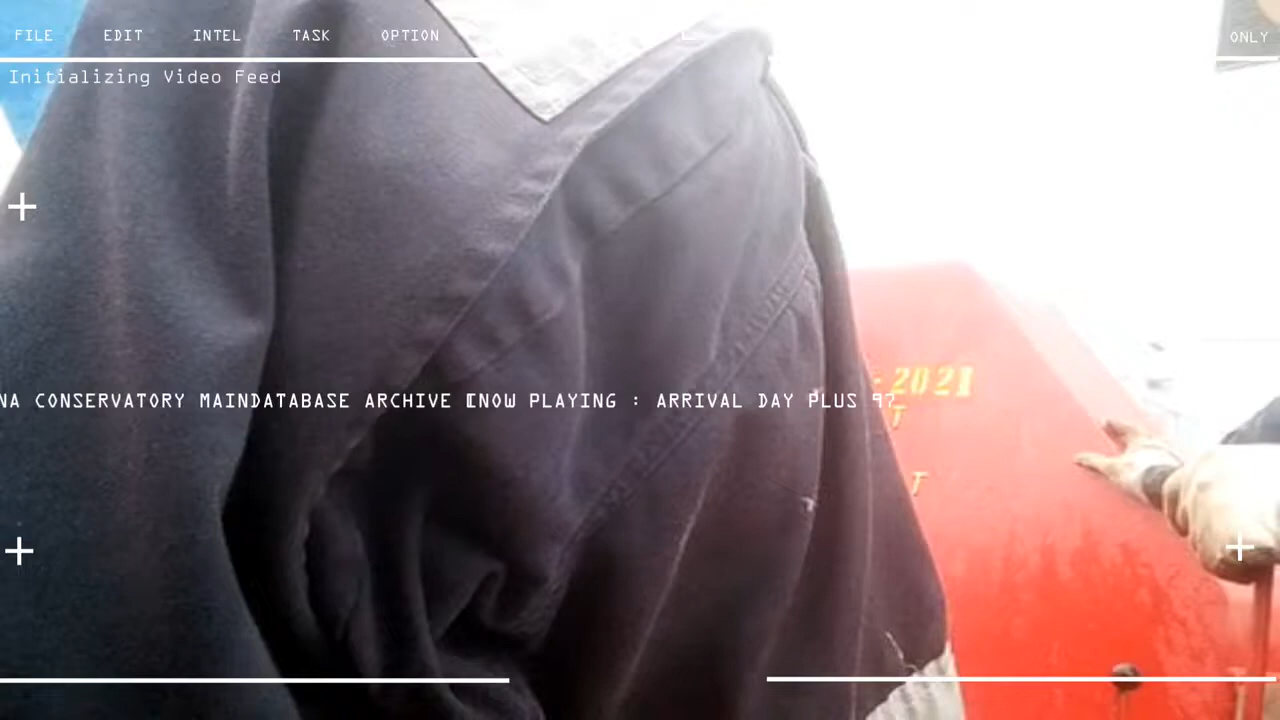 FILE EDIT INTEL TASK OPTION ONLY
Initializing Video Feed
NA CONSERVATORY MAINDATABASE ARCHIVE [NOW PLAYING : ARRIVAL DAY PLUS 97
2021
T
T